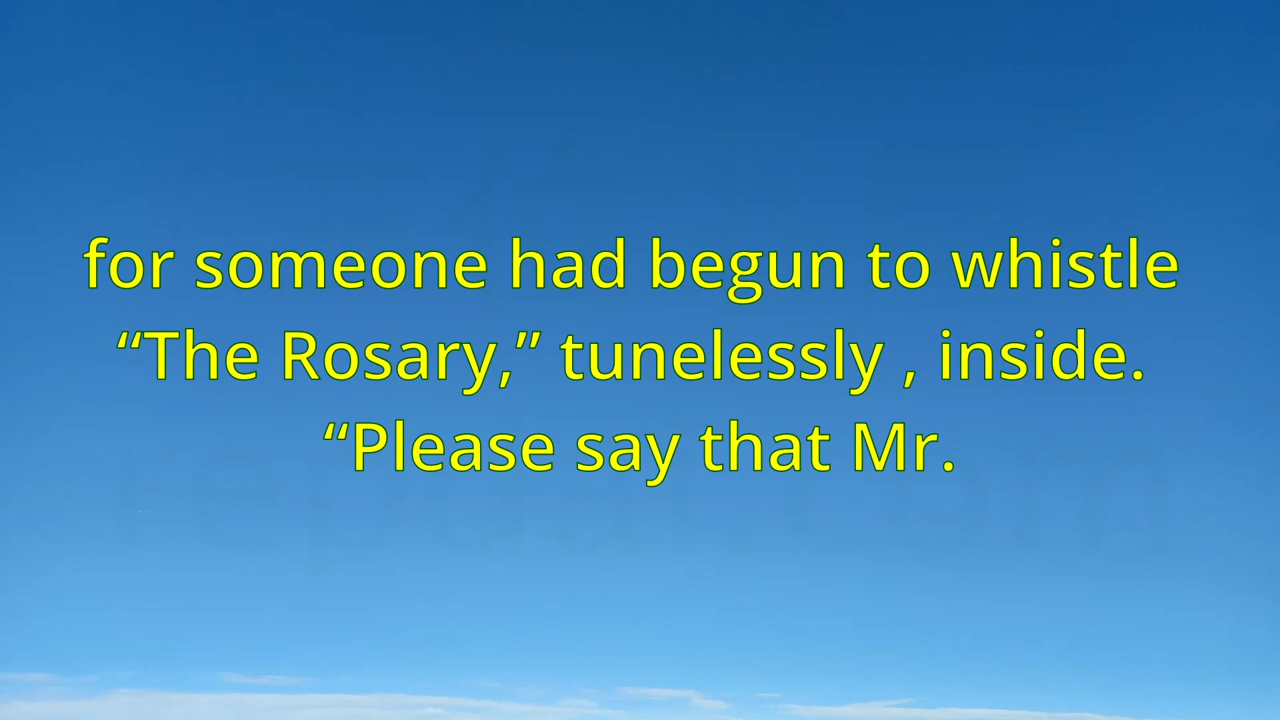 for someone had begun to whistle
“The Rosary,” tunelessly , inside.
“Please say that Mr.